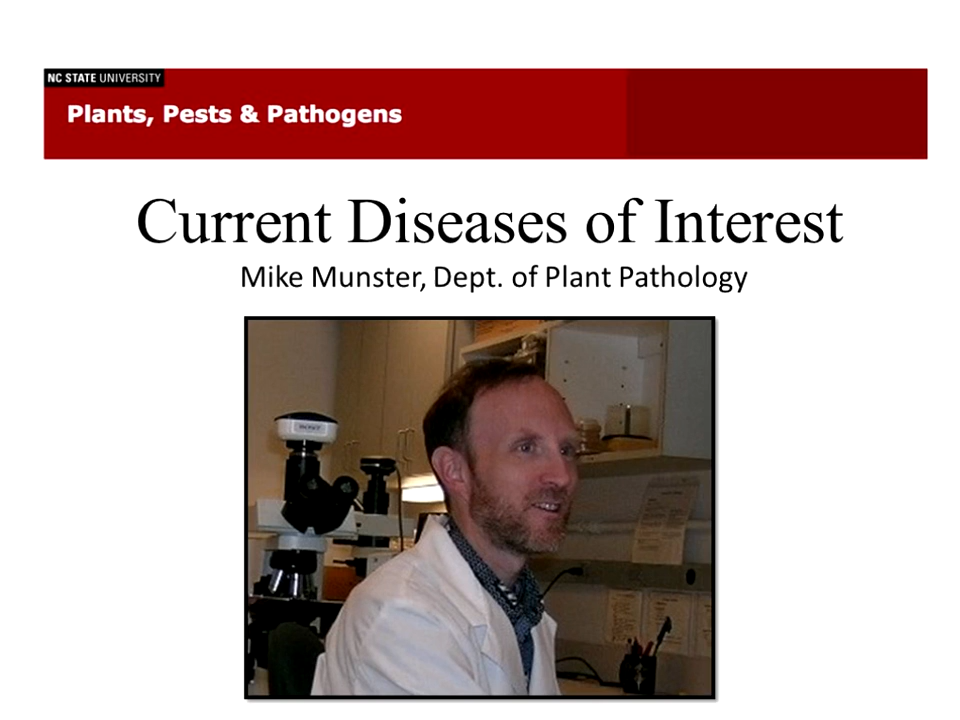 NC STATE UNIVERSITY
Plants, Pests & Pathogens
Current Diseases of Interest
Mike Munster, Dept. of Plant Pathology